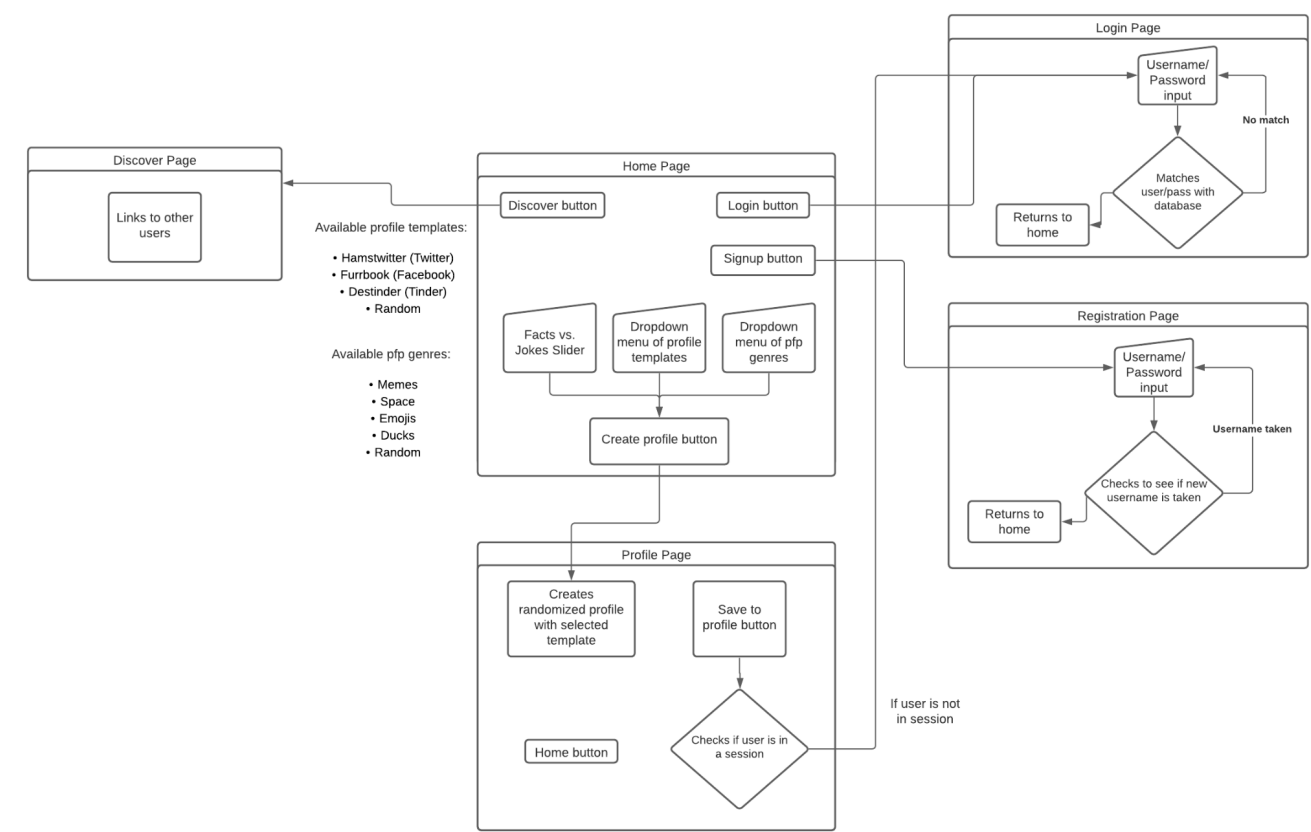 Discover Page
Links to other
users
Available profile templates:
• Hamstwitter (Twitter)
• Furrbook (Facebook)
• Destinder (Tinder)
• Random
Available pfp genres:
• Memes
• Space
• Emojis
• Ducks
• Random
Home Page
Discover button
Login button
Signup button
Facts vs.
Jokes Slider
Dropdown
menu of profile
templates
Dropdown
menu of pfp
genres
Create profile button
Profile Page
Creates
randomized profile
with selected
template
Save to
profile button
Home button
Checks if user is in
a session
If user is not
in session
Login Page
Username/
Password
input
No match
Matches
user/pass with
database
Returns to
home
Registration Page
Username/
Password
input
Username taken
Checks to see if new
username is taken
Returns to
home